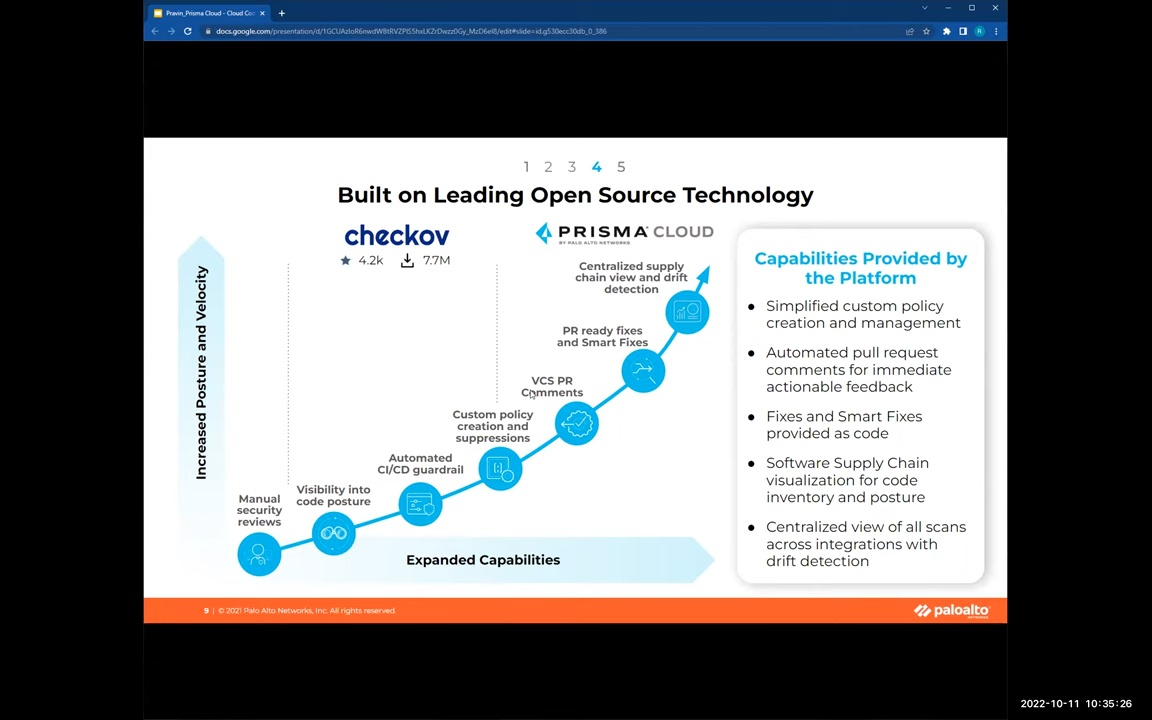 Pravin_Prisma Cloud - Cloud Co
docs.google.com/presentation/d/1GCUAzIoR6nwdW8tRVZPlS5hxLKZrDwzz0Gy_MzD6eI8/edit#slide=id.g530ecc30db_0_386
R
1 2 3 4 5
Built on Leading Open Source Technology
checkov
4.2k 7.7M
PRISMA CLOUD
BY PALO ALTO NETWORKS
Increased Posture and Velocity
Manual
security
reviews
Visibility into
code posture
Automated
CI/CD guardrail
Custom policy
creation and
suppressions
VCS PR
Comments
PR ready fixes
and Smart Fixes
Centralized supply
chain view and drift
detection
Expanded Capabilities
Capabilities Provided by
the Platform
● Simplified custom policy
creation and management
● Automated pull request
comments for immediate
actionable feedback
● Fixes and Smart Fixes
provided as code
● Software Supply Chain
visualization for code
inventory and posture
● Centralized view of all scans
across integrations with
drift detection
9 | © 2021 Palo Alto Networks, Inc. All rights reserved.
paloalto
NETWORKS
2022-10-11 10:35:26